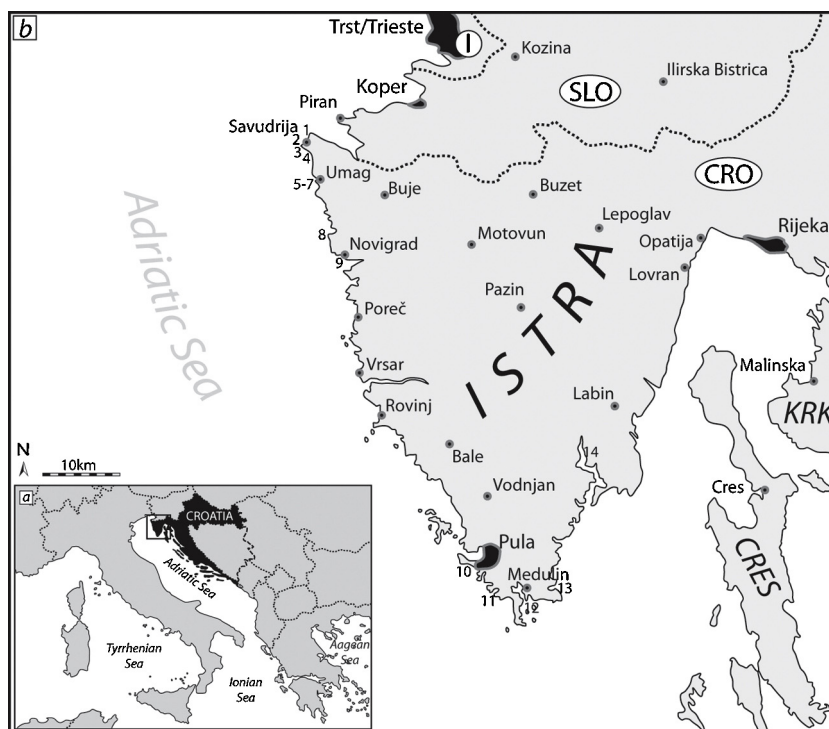 b
Trst/Trieste
I
Kozina
Ilirska Bistrica
Koper
SLO
Piran
Savudrija
1
2
3
4
CRO
Umag
5-7
Buje
Buzet
Lepoglav
Rijeka
8
Motovun
Opatija
Novigrad
9
Lovran
Adriatic Sea
ISTRA
Pazin
Poreč
Vrsar
Malinska
Labin
Rovinj
KRK
N
10km
Bale
14
Vodnjan
Cres
CRES
Pula
10
Medulin
11
12
13
a
CROATIA
Adriatic Sea
Tyrrhenian
Sea
Ionian
Sea
Aegean
Sea